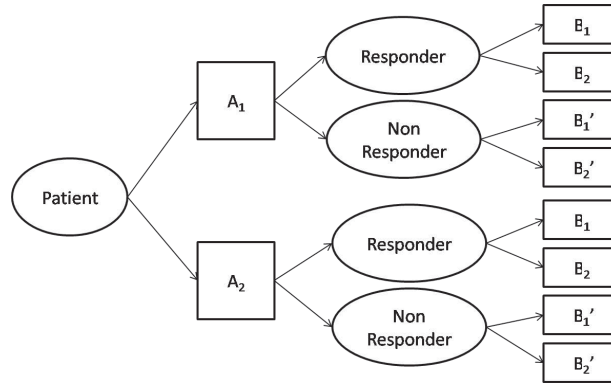 Patient
A₁
Responder
B₁
B₂
Non
Responder
B₁’
B₂’
A₂
Responder
B₁
B₂
Non
Responder
B₁’
B₂’